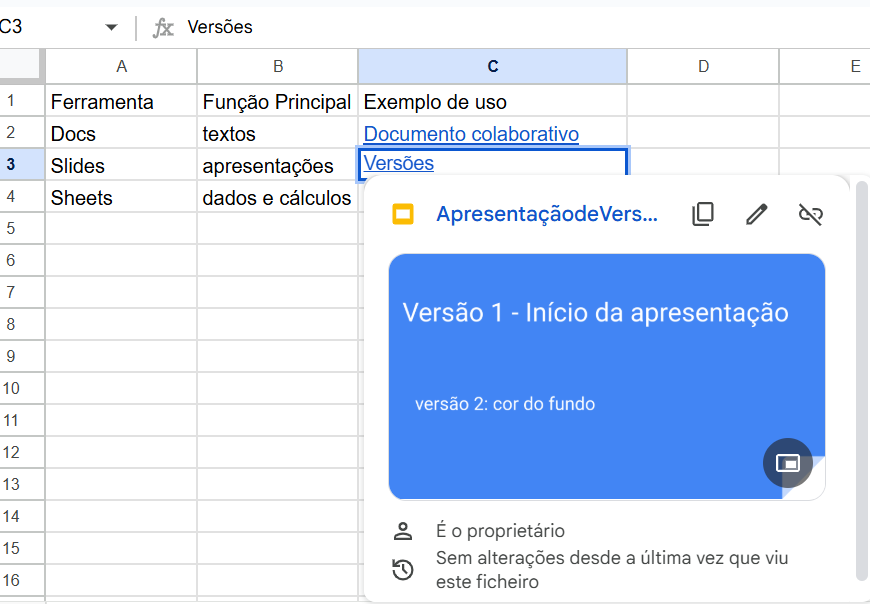 C3 fx Versões
A B C D E
1 Ferramenta Função Principal Exemplo de uso
2 Docs textos Documento colaborativo
3 Slides apresentações Versões
4 Sheets dados e cálculos
ApresentaçãodeVers...
5
6
7
Versão 1 - Início da apresentação
8
9
10
versão 2: cor do fundo
11
12
13
14
É o proprietário
15
Sem alterações desde a última vez que viu
16
este ficheiro